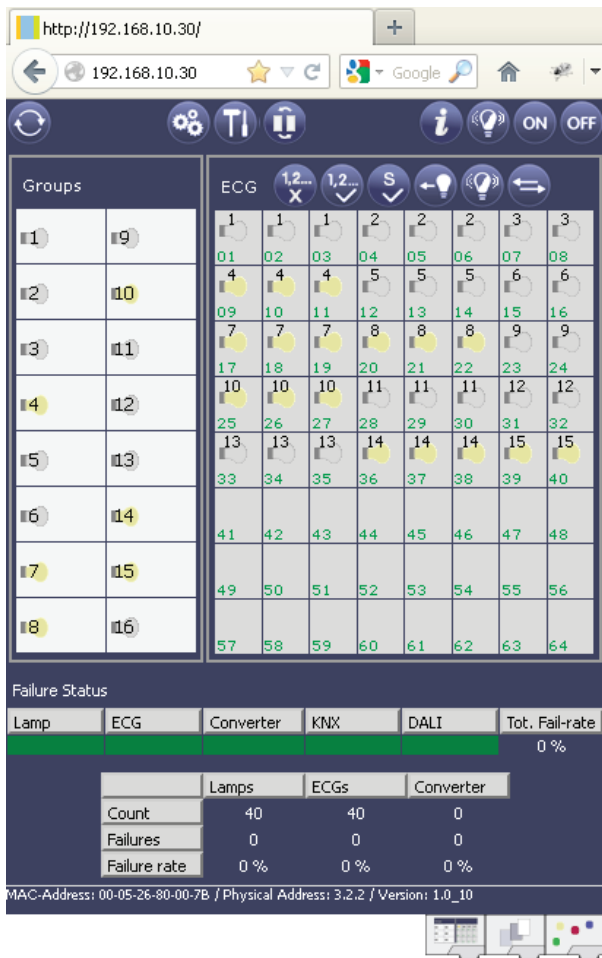 http://192.168.10.30/
192.168.10.30 Google
i ON OFF
Groups
1 9
2 10
3 11
4 12
5 13
6 14
7 15
8 16
ECG 1,2... X 1,2... S
1 1 1 2 2 2 3 3
01 02 03 04 05 06 07 08
4 4 4 5 5 5 6 6
09 10 11 12 13 14 15 16
7 7 7 8 8 8 9 9
17 18 19 20 21 22 23 24
10 10 10 11 11 11 12 12
25 26 27 28 29 30 31 32
13 13 13 14 14 14 15 15
33 34 35 36 37 38 39 40
41 42 43 44 45 46 47 48
49 50 51 52 53 54 55 56
57 58 59 60 61 62 63 64
Failure Status
Lamp ECG Converter KNX DALI Tot. Fail-rate
0 %
Lamps ECGs Converter
Count 40 40 0
Failures 0 0 0
Failure rate 0 % 0 % 0 %
MAC-Address: 00-05-26-80-00-7B / Physical Address: 3.2.2 / Version: 1.0_10